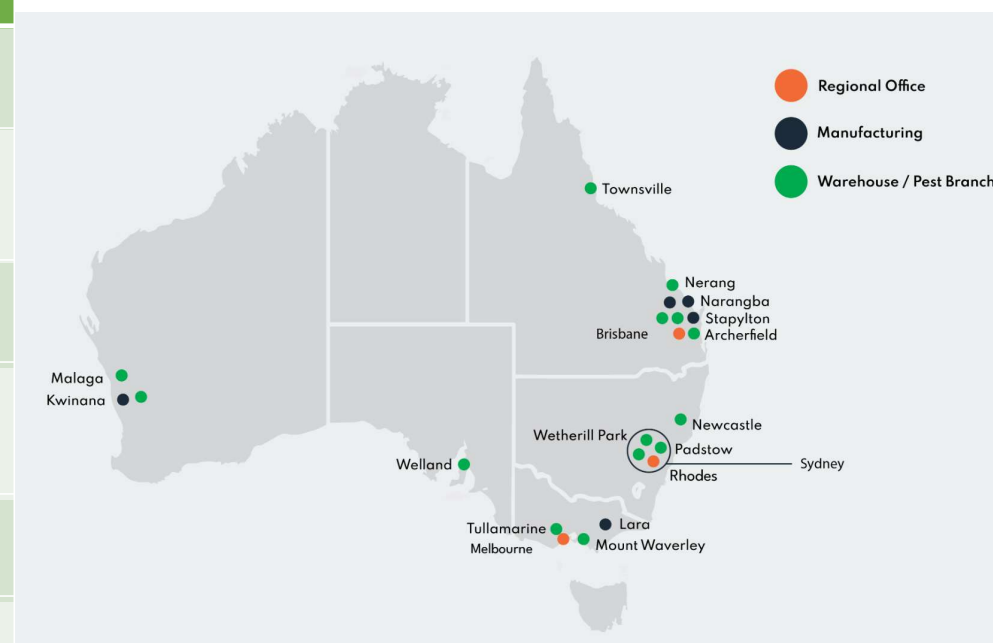 Regional Office
Manufacturing
Warehouse / Pest Branch
Townsville
Nerang
Narangba
Stapylton
Brisbane
Archerfield
Malaga
Kwinana
Newcastle
Wetherill Park
Padstow
Sydney
Rhodes
Welland
Tullamarine
Lara
Melbourne
Mount Waverley